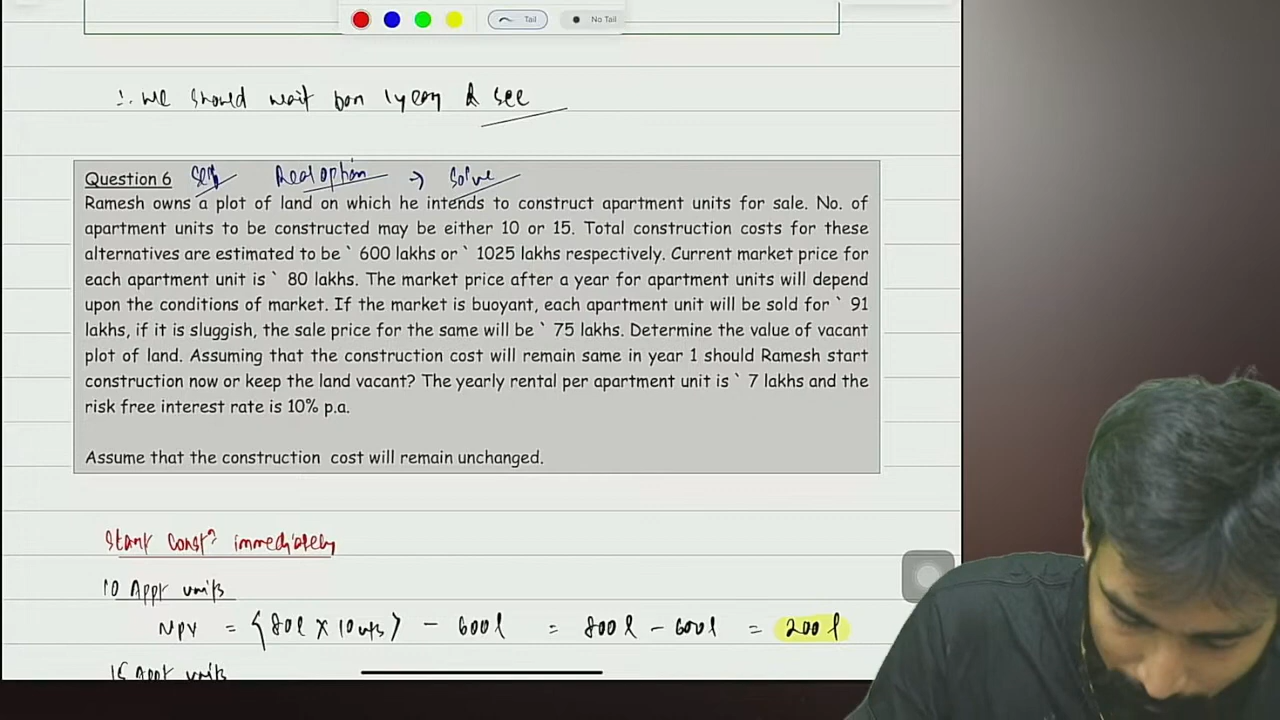 Tail No Tail
∴ we should wait for 1 year & see
Question 6 Real option → Solve
Ramesh owns a plot of land on which he intends to construct apartment units for sale. No. of
apartment units to be constructed may be either 10 or 15. Total construction costs for these
alternatives are estimated to be ` 600 lakhs or ` 1025 lakhs respectively. Current market price for
each apartment unit is ` 80 lakhs. The market price after a year for apartment units will depend
upon the conditions of market. If the market is buoyant, each apartment unit will be sold for ` 91
lakhs, if it is sluggish, the sale price for the same will be ` 75 lakhs. Determine the value of vacant
plot of land. Assuming that the construction cost will remain same in year 1 should Ramesh start
construction now or keep the land vacant? The yearly rental per apartment unit is ` 7 lakhs and the
risk free interest rate is 10% p.a.
Assume that the construction cost will remain unchanged.
Start Constn immediately
10 Appt units
NPV = {80l × 10 uts} - 600l = 800l - 600l = 200l
15 Appt units